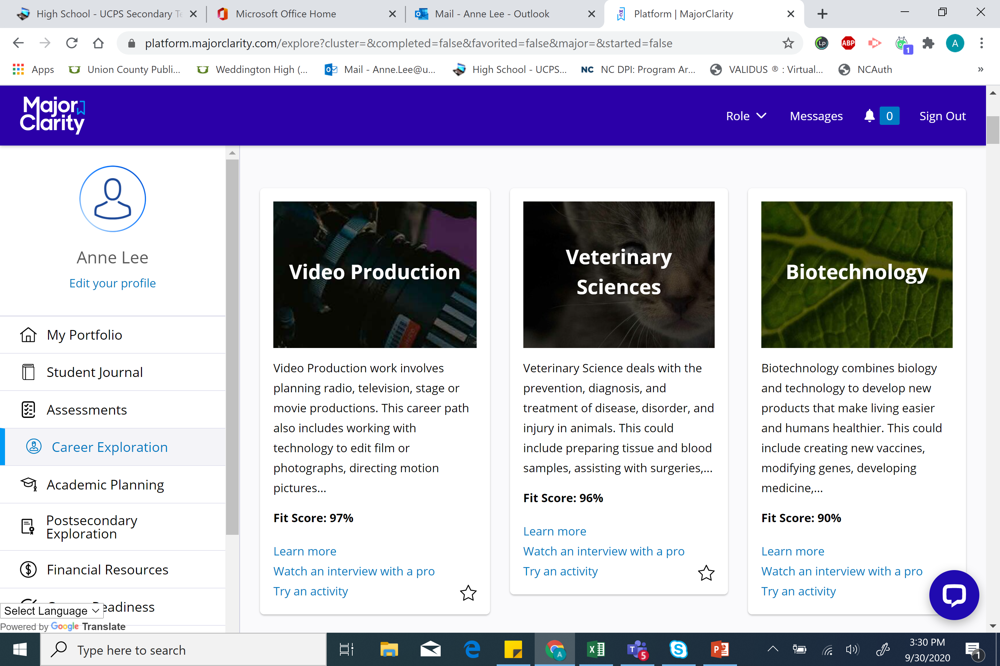 High School - UCPS Secondary Te
Microsoft Office Home
Mail - Anne Lee - Outlook
Platform | MajorClarity
platform.majorclarity.com/explore?cluster=&completed=false&favorited=false&major=&started=false
LP
ABP
1
A
Apps
Union County Publi...
Weddington High (...
Mail - Anne.Lee@u...
High School - UCPS...
NC
NC DPI: Program Ar...
VALIDUS ® : Virtual...
NCAuth
»
Major
Clarity
Role
Messages
0
Sign Out
Anne Lee
Edit your profile
My Portfolio
Student Journal
Assessments
Career Exploration
Academic Planning
Postsecondary
Exploration
Financial Resources
eadiness
Select Language
Powered by Google Translate
Video Production
Video Production work involves
planning radio, television, stage or
movie productions. This career path
also includes working with
technology to edit film or
photographs, directing motion
pictures...
Fit Score: 97%
Learn more
Watch an interview with a pro
Try an activity
Veterinary
Sciences
Veterinary Science deals with the
prevention, diagnosis, and
treatment of disease, disorder, and
injury in animals. This could
include preparing tissue and blood
samples, assisting with surgeries,...
Fit Score: 96%
Learn more
Watch an interview with a pro
Try an activity
Biotechnology
Biotechnology combines biology
and technology to develop new
products that make living easier
and humans healthier. This could
include creating new vaccines,
modifying genes, developing
medicine,...
Fit Score: 90%
Learn more
Watch an interview with a pro
Try an activity
Type here to search
A
X
T
5
S
P
3:30 PM
9/30/2020
1